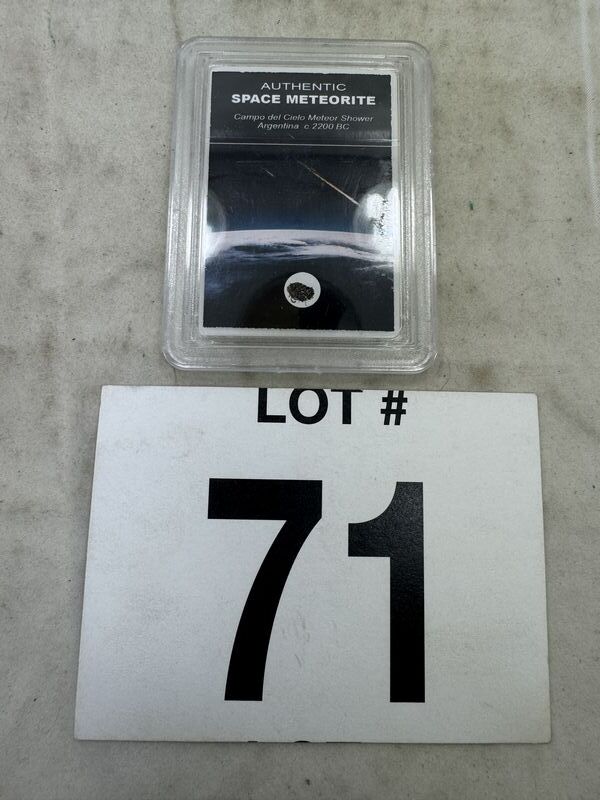 AUTHENTIC
SPACE METEORITE
Campo del Cielo Meteor Shower
Argentina c.2200 BC
LOT #
71